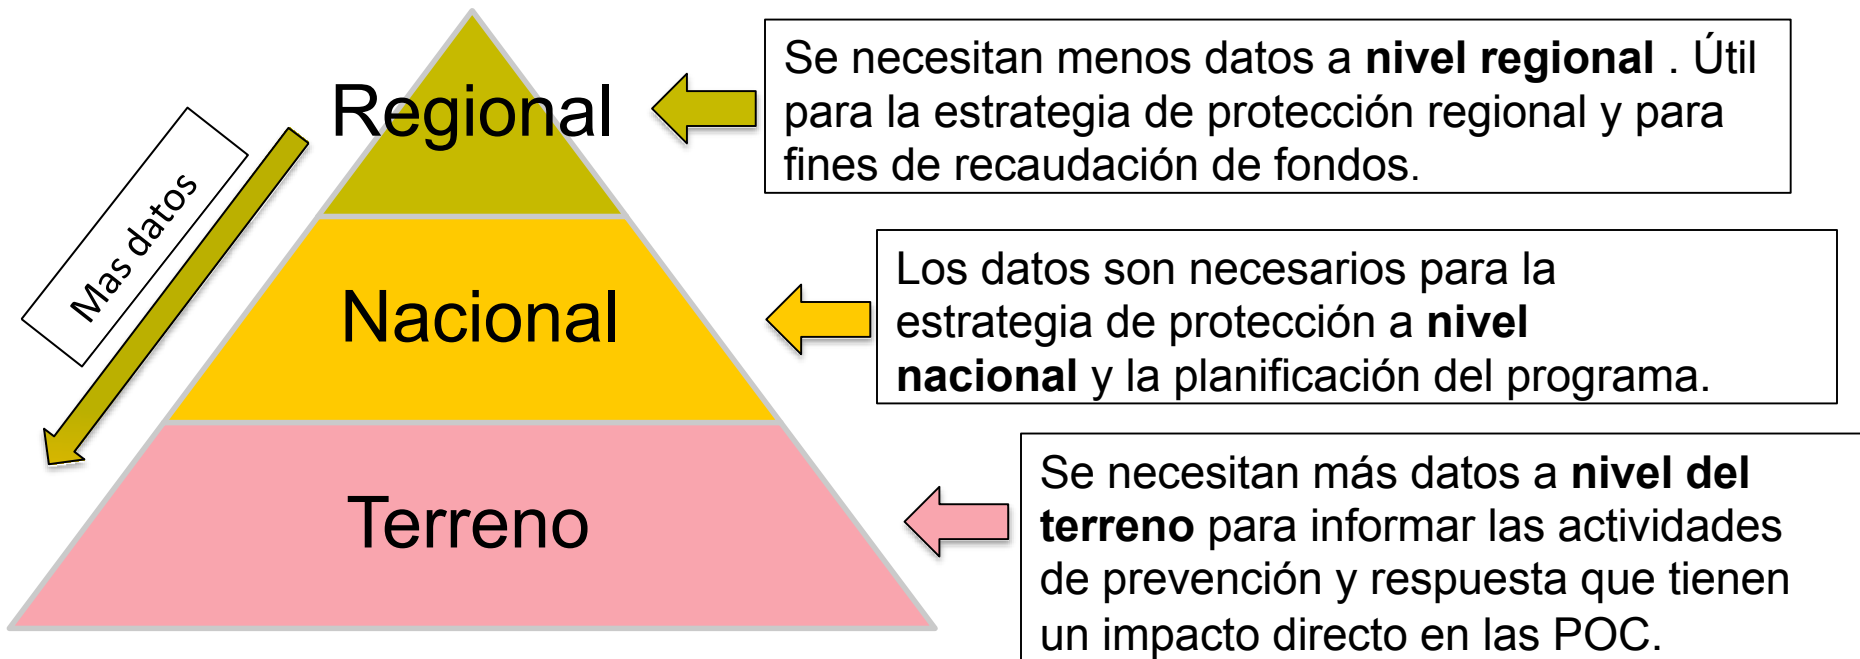 Regional
Se necesitan menos datos a nivel regional . Útil
para la estrategia de protección regional y para
fines de recaudación de fondos.
Mas datos
Nacional
Los datos son necesarios para la
estrategia de protección a nivel
nacional y la planificación del programa.
Terreno
Se necesitan más datos a nivel del
terreno para informar las actividades
de prevención y respuesta que tienen
un impacto directo en las POC.